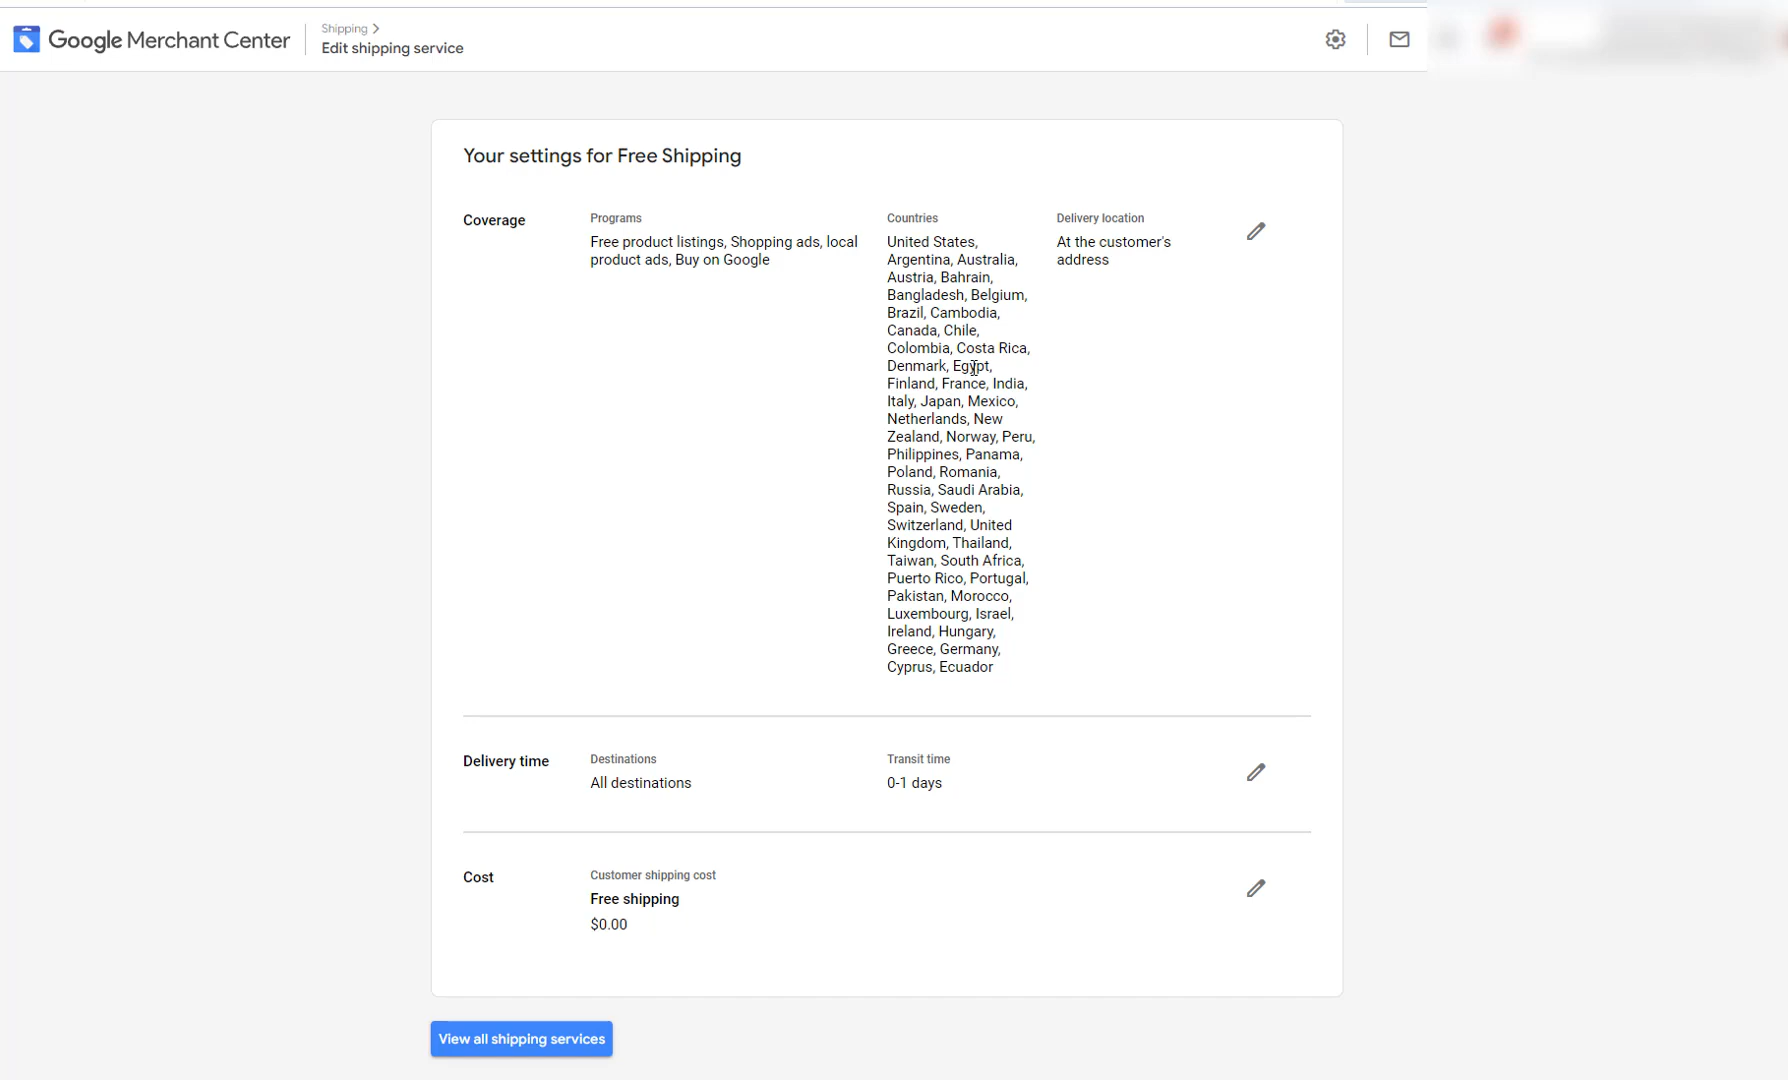 Google Merchant Center
Shipping >
Edit shipping service
Your settings for Free Shipping
Coverage
Programs
Free product listings, Shopping ads, local
product ads, Buy on Google
Countries
United States,
Argentina, Australia,
Austria, Bahrain,
Bangladesh, Belgium,
Brazil, Cambodia,
Canada, Chile,
Colombia, Costa Rica,
Denmark, Egypt,
Finland, France, India,
Italy, Japan, Mexico,
Netherlands, New
Zealand, Norway, Peru,
Philippines, Panama,
Poland, Romania,
Russia, Saudi Arabia,
Spain, Sweden,
Switzerland, United
Kingdom, Thailand,
Taiwan, South Africa,
Puerto Rico, Portugal,
Pakistan, Morocco,
Luxembourg, Israel,
Ireland, Hungary,
Greece, Germany,
Cyprus, Ecuador
Delivery location
At the customer's
address
Delivery time
Destinations
All destinations
Transit time
0-1 days
Cost
Customer shipping cost
Free shipping
$0.00
View all shipping services